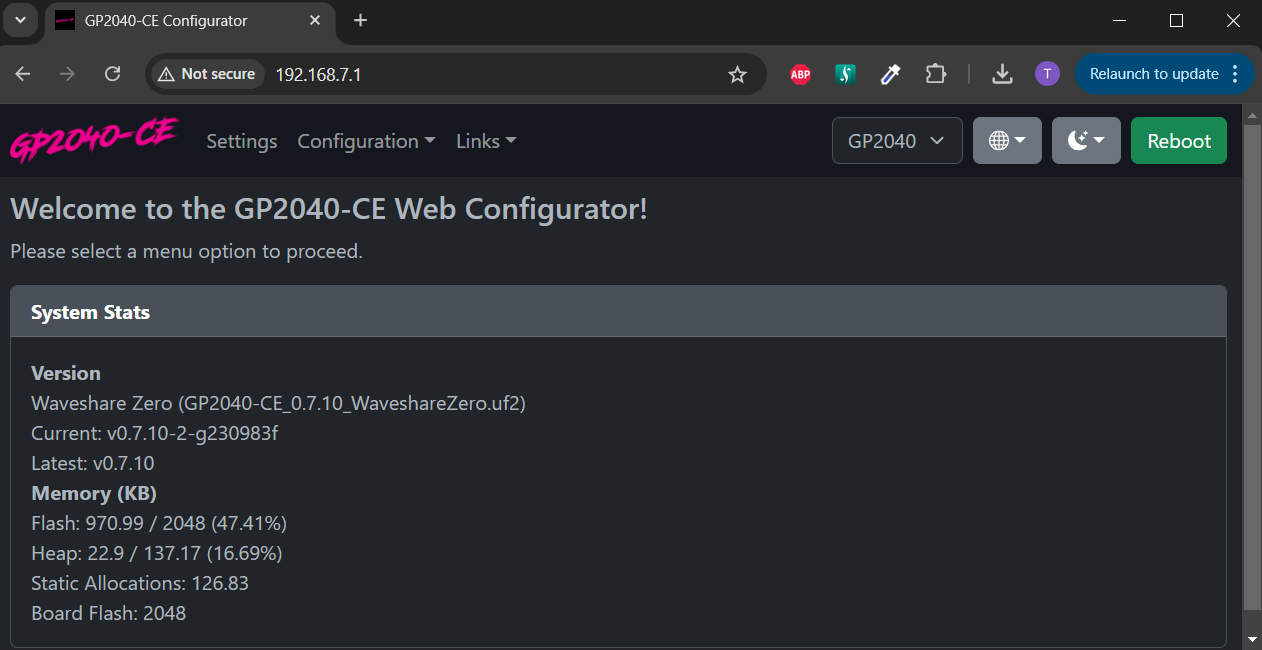 GP2040-CE Configurator
Not secure 192.168.7.1 ABP T Relaunch to update
GP2040-CE Settings Configuration Links GP2040 Reboot
Welcome to the GP2040-CE Web Configurator!
Please select a menu option to proceed.
System Stats
Version
Waveshare Zero (GP2040-CE_0.7.10_WaveshareZero.uf2)
Current: v0.7.10-2-g230983f
Latest: v0.7.10
Memory (KB)
Flash: 970.99 / 2048 (47.41%)
Heap: 22.9 / 137.17 (16.69%)
Static Allocations: 126.83
Board Flash: 2048